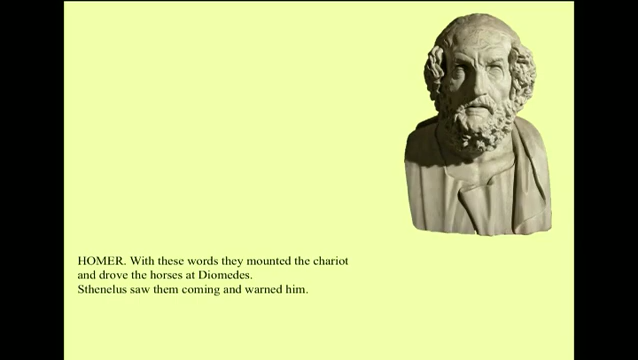 HOMER. With these words they mounted the chariot
and drove the horses at Diomedes.
Sthenelus saw them coming and warned him.